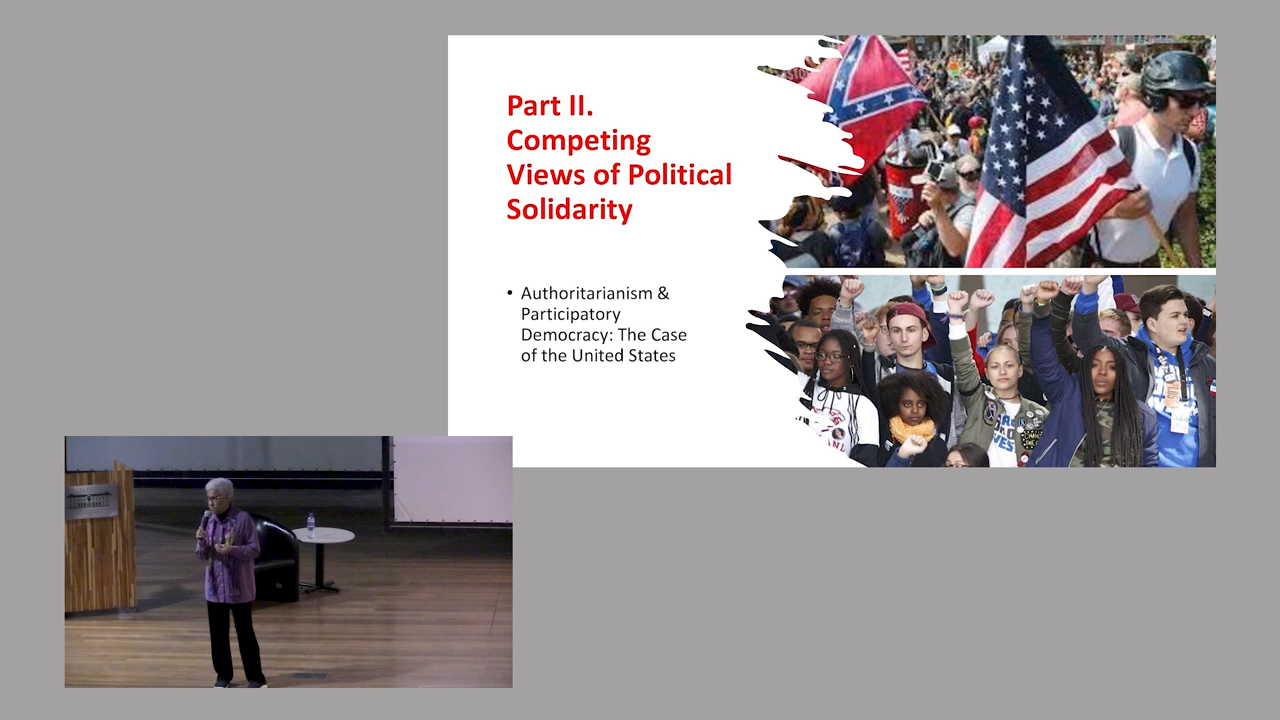 Part II.
Competing
Views of Political
Solidarity
• Authoritarianism &
Participatory
Democracy: The Case
of the United States